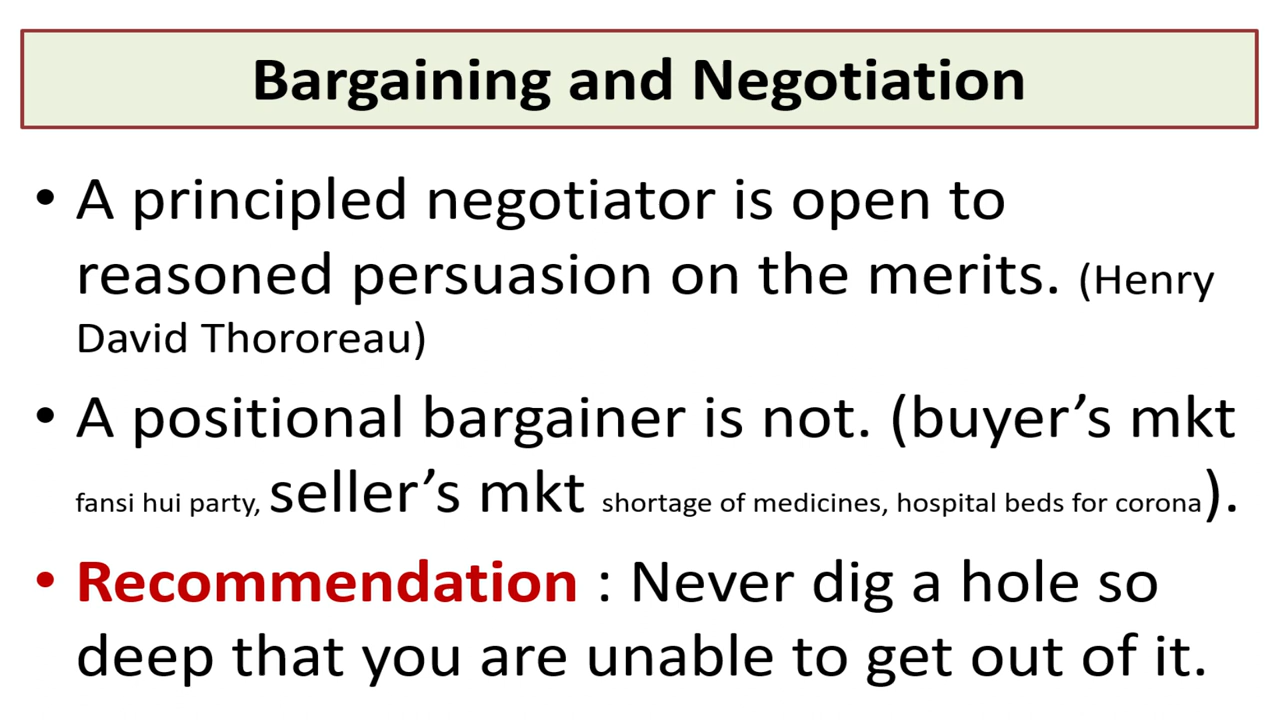 Bargaining and Negotiation
• A principled negotiator is open to
reasoned persuasion on the merits. (Henry
David Thororeau)
• A positional bargainer is not. (buyer’s mkt
fansi hui party, seller’s mkt shortage of medicines, hospital beds for corona).
• Recommendation : Never dig a hole so
deep that you are unable to get out of it.